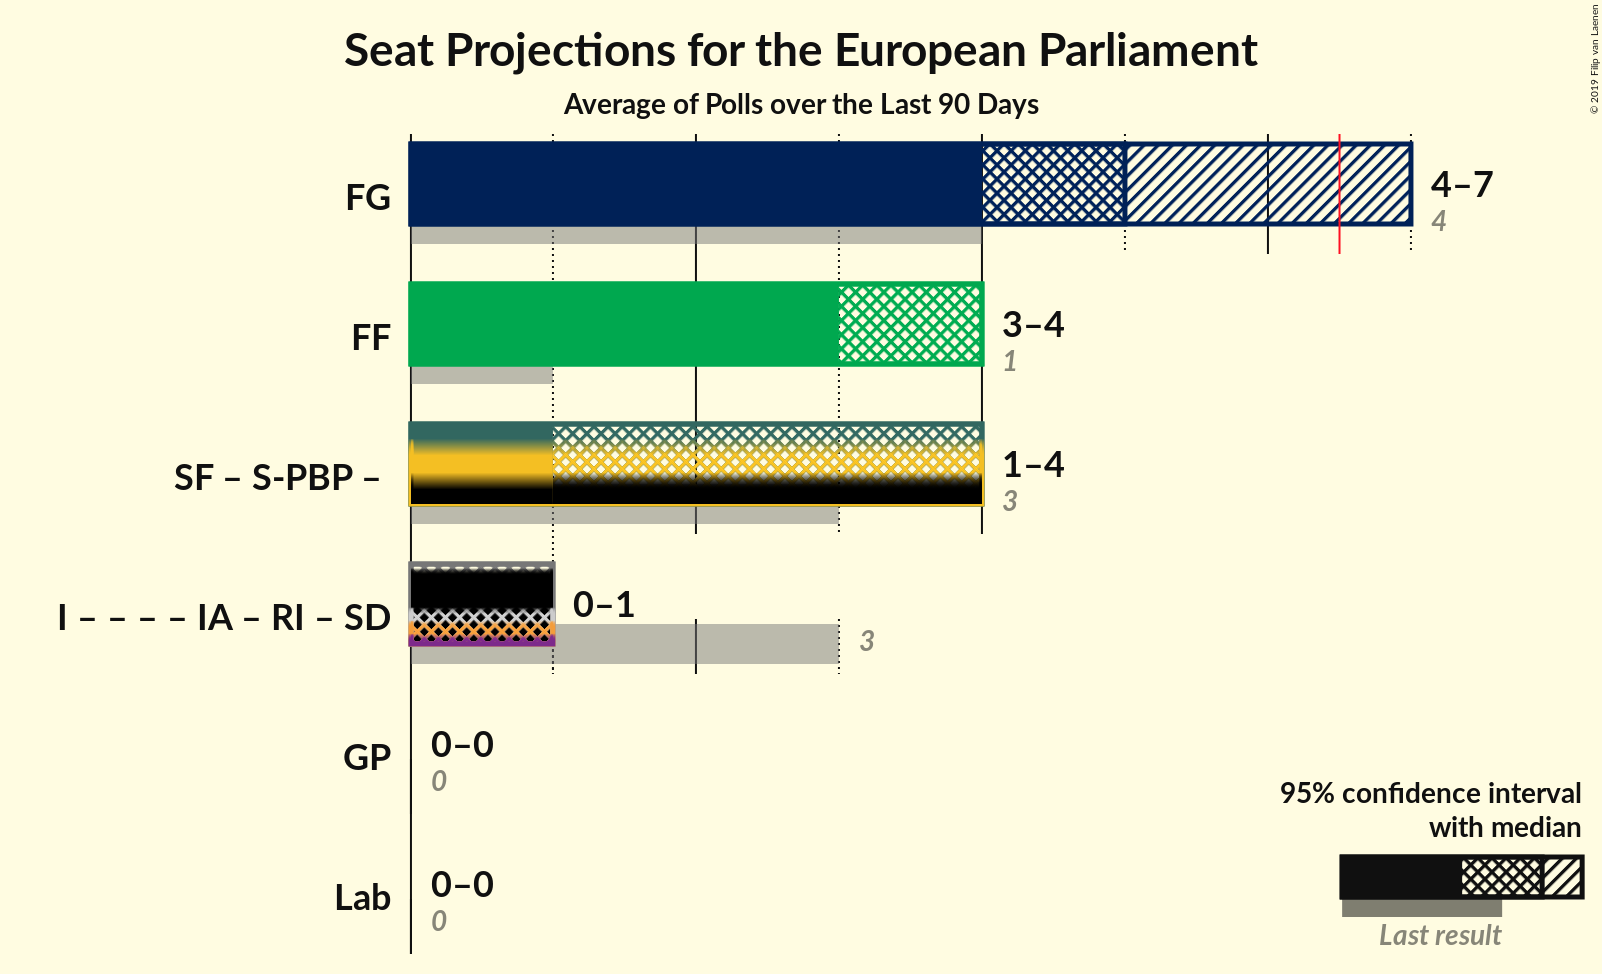 Seat Projections for the European Parliament
Average of Polls over the Last 90 Days
© 2019 Filip van Laenen
FG
4–7
4
FF
3–4
1
SF – S-PBP –
1–4
3
I – – – – IA – RI – SD
0–1
3
GP
0–0
0
Lab
0–0
0
95% confidence interval
with median
Last result